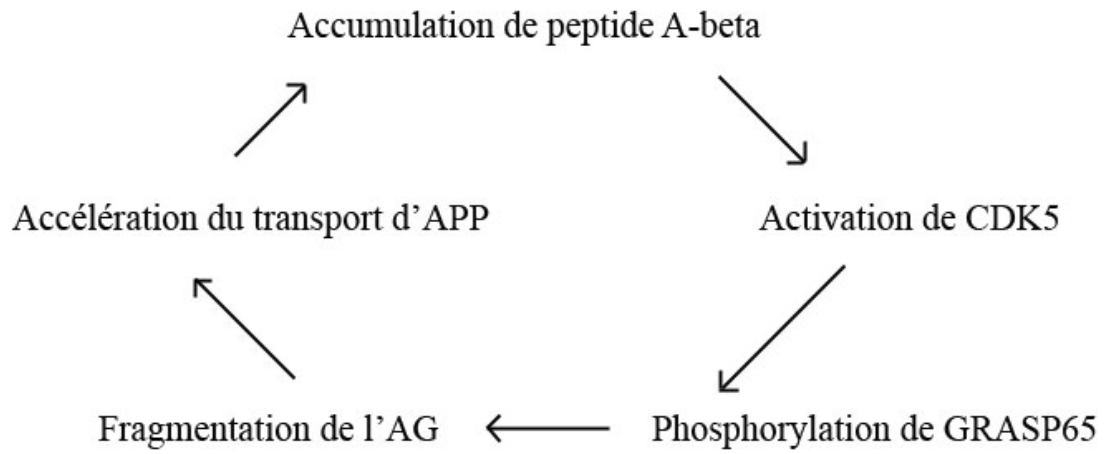 Accumulation de peptide A-beta
Accélération du transport d’APP
Activation de CDK5
Fragmentation de l’AG
Phosphorylation de GRASP65